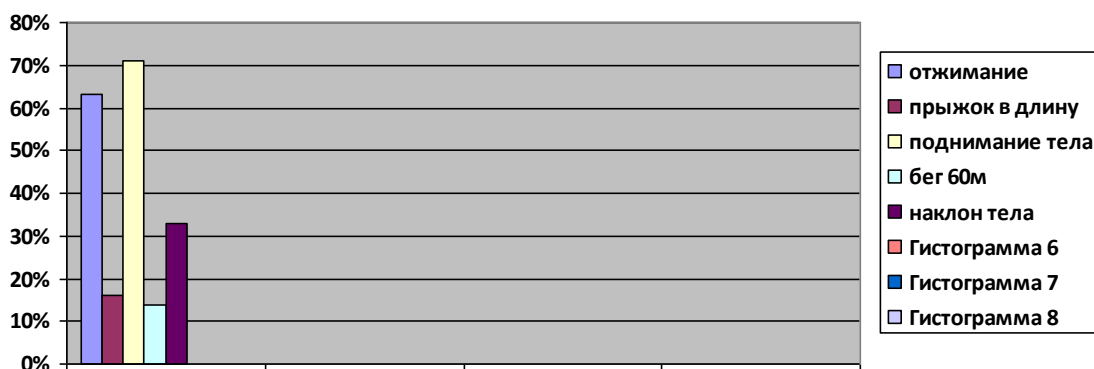 80%
70%
60%
50%
40%
30%
20%
10%
0%
отжимание
прыжок в длину
поднимание тела
бег 60м
наклон тела
Гистограмма 6
Гистограмма 7
Гистограмма 8